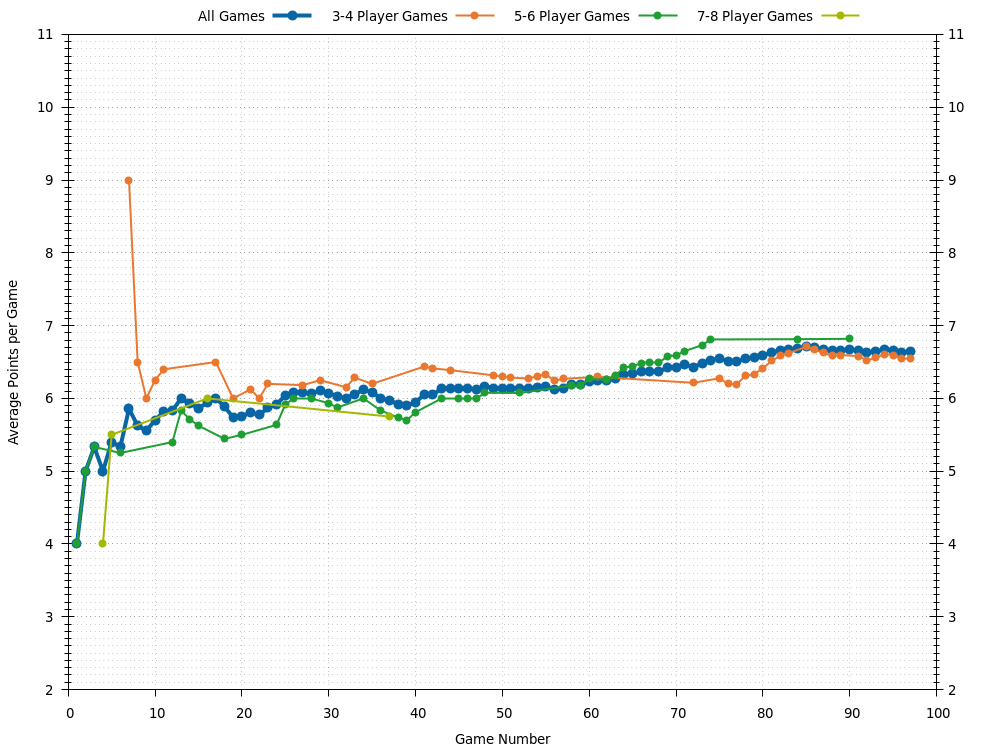 All Games 3-4 Player Games 5-6 Player Games 7-8 Player Games
11 11
10 10
9 9
8 8
7 7
6 6
5 5
4 4
3 3
2 2
Average Points per Game
0 10 20 30 40 50 60 70 80 90 100
Game Number